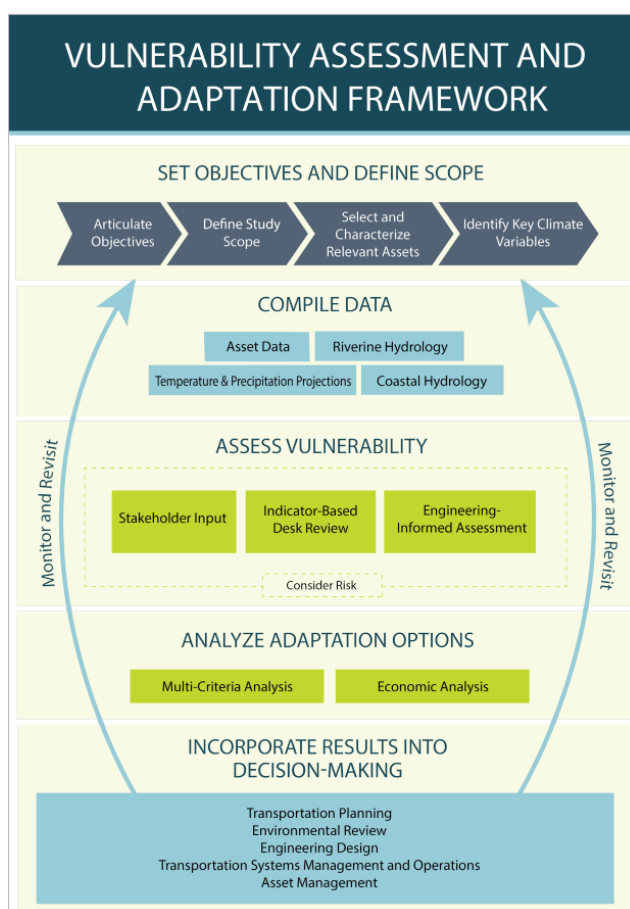 VULNERABILITY ASSESSMENT AND
ADAPTATION FRAMEWORK
SET OBJECTIVES AND DEFINE SCOPE
Articulate
Objectives
Define Study
Scope
Select and
Characterize
Relevant Assets
Identify Key Climate
Variables
COMPILE DATA
Asset Data
Riverine Hydrology
Temperature & Precipitation Projections
Coastal Hydrology
Monitor and Revisit
ASSESS VULNERABILITY
Stakeholder Input
Indicator-Based
Desk Review
Engineering-
Informed Assessment
Consider Risk
Monitor and Revisit
ANALYZE ADAPTATION OPTIONS
Multi-Criteria Analysis
Economic Analysis
INCORPORATE RESULTS INTO
DECISION-MAKING
Transportation Planning
Environmental Review
Engineering Design
Transportation Systems Management and Operations
Asset Management